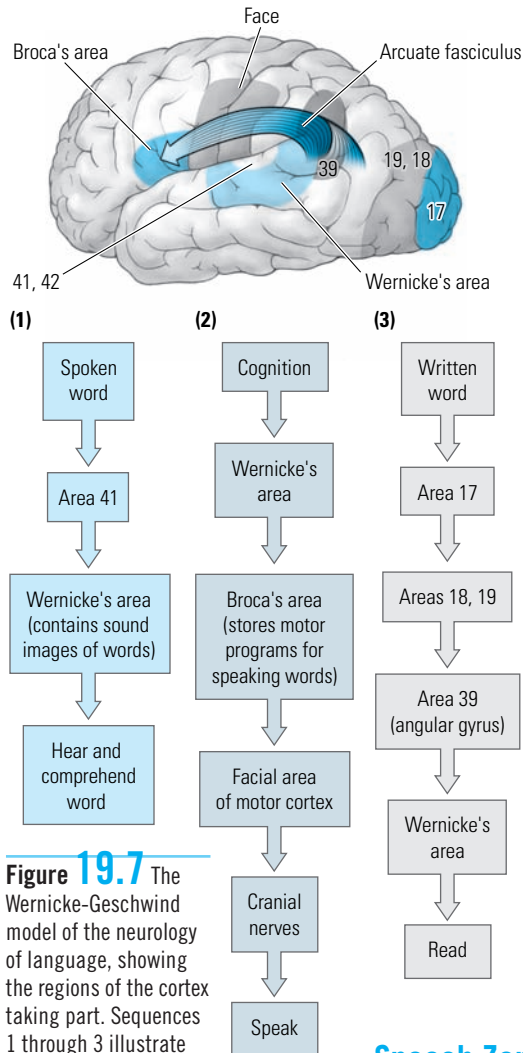 Face
Broca's area
Arcuate fasciculus
39
19, 18
17
41, 42
Wernicke's area
(1)
Spoken
word
Area 41
Wernicke's area
(contains sound
images of words)
Hear and
comprehend
word
(2)
Cognition
Wernicke's
area
Broca's area
(stores motor
programs for
speaking words)
Facial area
of motor cortex
Cranial
nerves
Speak
(3)
Written
word
Area 17
Areas 18, 19
Area 39
(angular gyrus)
Wernicke's
area
Read
Figure 19.7 The
Wernicke-Geschwind
model of the neurology
of language, showing
the regions of the cortex
taking part. Sequences
1 through 3 illustrate